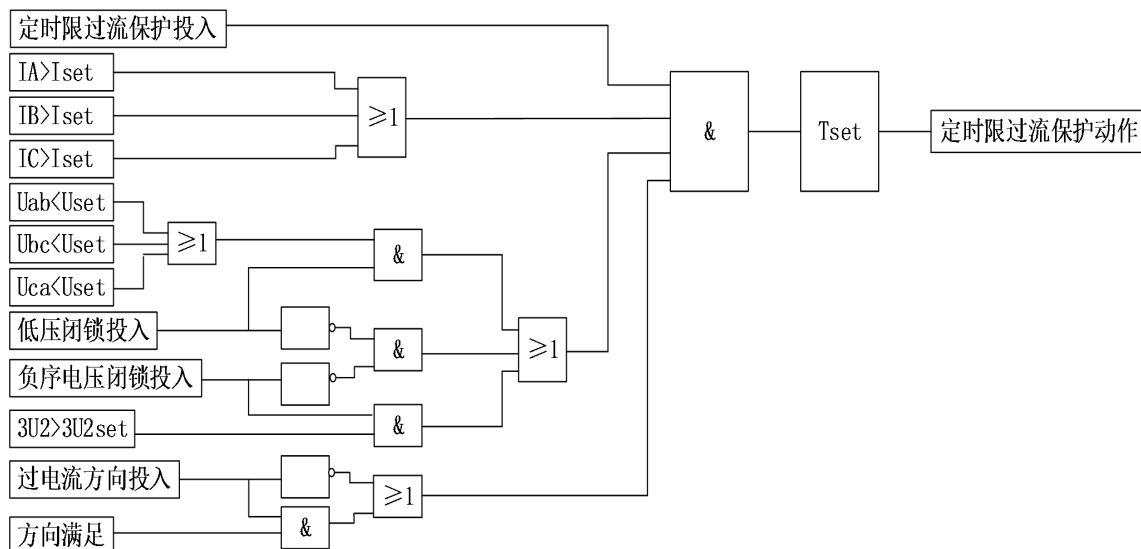 定时限过流保护投入
IA>Iset
IB>Iset
IC>Iset
≥1
&
Tset
定时限过流保护动作
Uab<Uset
Ubc<Uset
Uca<Uset
≥1
&
低压闭锁投入
&
≥1
负序电压闭锁投入
3U2>3U2set
&
过电流方向投入
≥1
&
方向满足